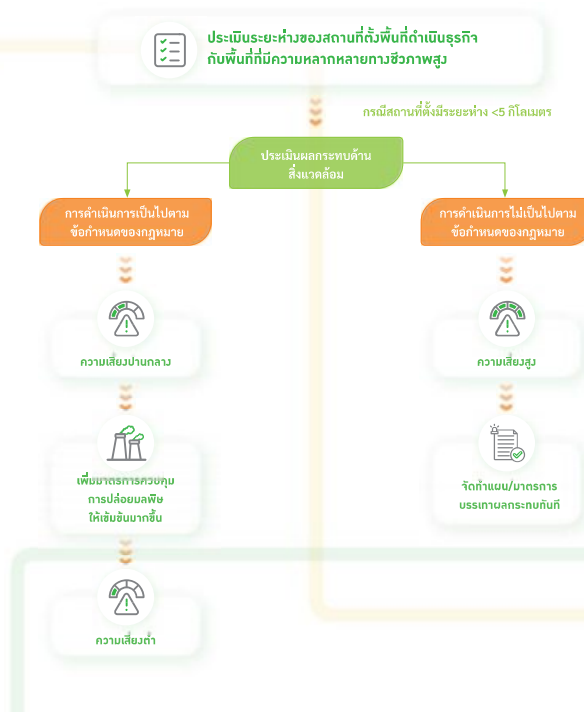 ประเมินระยะห่างของสถานที่ตั้งพื้นที่ดำเนินธุรกิจ
กับพื้นที่ที่มีความหลากหลายทางชีวภาพสูง
กรณีสถานที่ตั้งมีระยะห่าง <5 กิโลเมตร
ประเมินผลกระทบด้าน
สิ่งแวดล้อม
การดำเนินการเป็นไปตาม
ข้อกำหนดของกฎหมาย
การดำเนินการไม่เป็นไปตาม
ข้อกำหนดของกฎหมาย
ความเสี่ยงปานกลาง
ความเสี่ยงสูง
เพิ่มมาตรการควบคุม
การปล่อยมลพิษ
ให้เข้มข้นมากขึ้น
จัดทำแผน/มาตรการ
บรรเทาผลกระทบทันที
ความเสี่ยงต่ำ